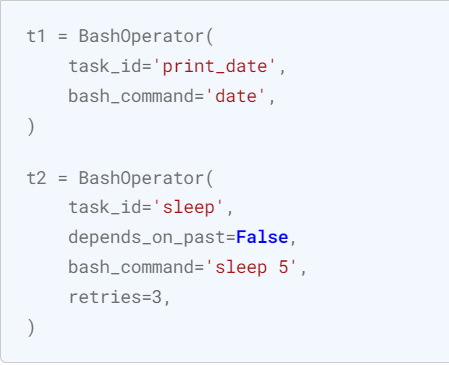 t1 = BashOperator(
    task_id='print_date',
    bash_command='date',
)
t2 = BashOperator(
    task_id='sleep',
    depends_on_past=False,
    bash_command='sleep 5',
    retries=3,
)